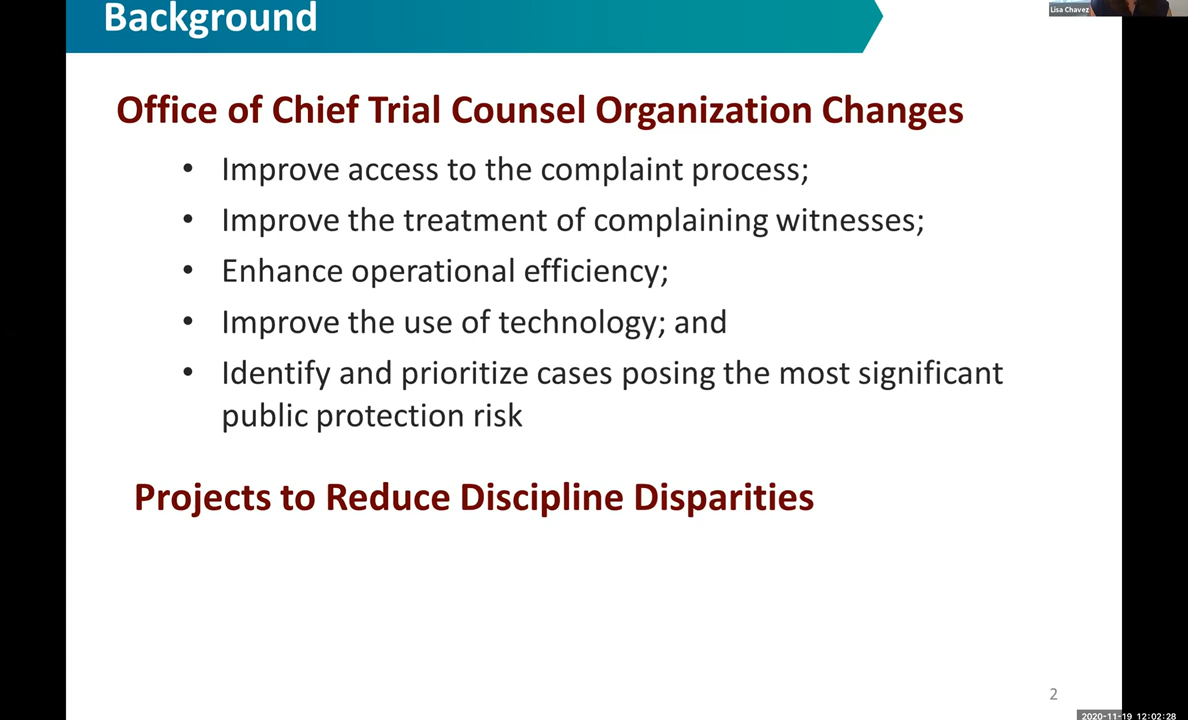 Background
Lisa Chavez
Office of Chief Trial Counsel Organization Changes
• Improve access to the complaint process;
• Improve the treatment of complaining witnesses;
• Enhance operational efficiency;
• Improve the use of technology; and
• Identify and prioritize cases posing the most significant
public protection risk
Projects to Reduce Discipline Disparities
2
2020-11-19 12:02:28